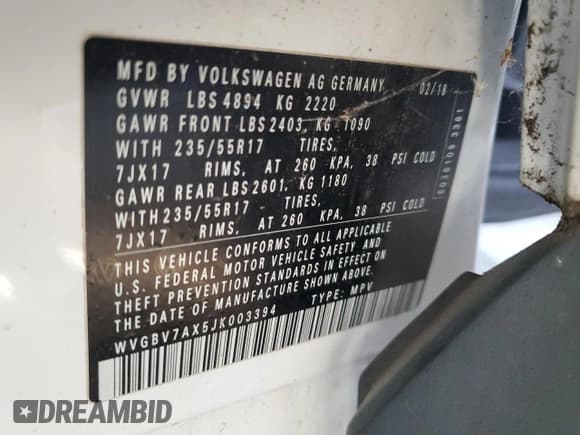 MFD BY VOLKSWAGEN AG GERMANY 02/18
GVWR LBS 4894 KG 2220
GAWR FRONT LBS 2403, KG 1090
WITH 235/55R17 TIRES,
7JX17 RIMS, AT 260 KPA, 38 PSI COLD
GAWR REAR LBS2601, KG 1180
WITH 235/55R17 TIRES,
7JX17 RIMS, AT 260 KPA, 38 PSI COLD
THIS VEHICLE CONFORMS TO ALL APPLICABLE
U.S. FEDERAL MOTOR VEHICLE SAFETY AND
THEFT PREVENTION STANDARDS IN EFFECT ON
THE DATE OF MANUFACTURE SHOWN ABOVE.
WVGBV7AX5JK003394 TYPE: MPV
DREAMBID